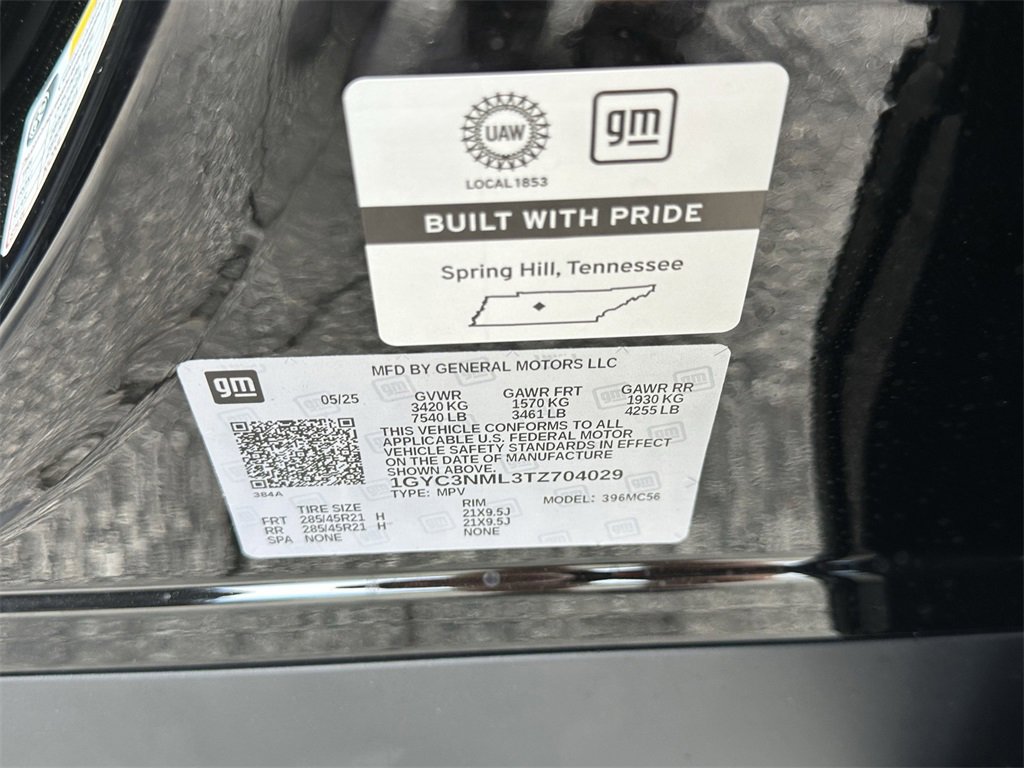 UAW
gm
LOCAL 1853
BUILT WITH PRIDE
Spring Hill, Tennessee
gm
MFD BY GENERAL MOTORS LLC
05/25
GVWR GAWR FRT GAWR RR
3420 KG 1570 KG 1930 KG
7540 LB 3461 LB 4255 LB
THIS VEHICLE CONFORMS TO ALL
APPLICABLE U.S. FEDERAL MOTOR
VEHICLE SAFETY STANDARDS IN EFFECT
ON THE DATE OF MANUFACTURE
SHOWN ABOVE.
1GYC3NML3TZ704029
384A
TYPE: MPV MODEL: 396MC56
TIRE SIZE RIM
FRT 285/45R21 H 21X9.5J
RR 285/45R21 H 21X9.5J
SPA NONE NONE